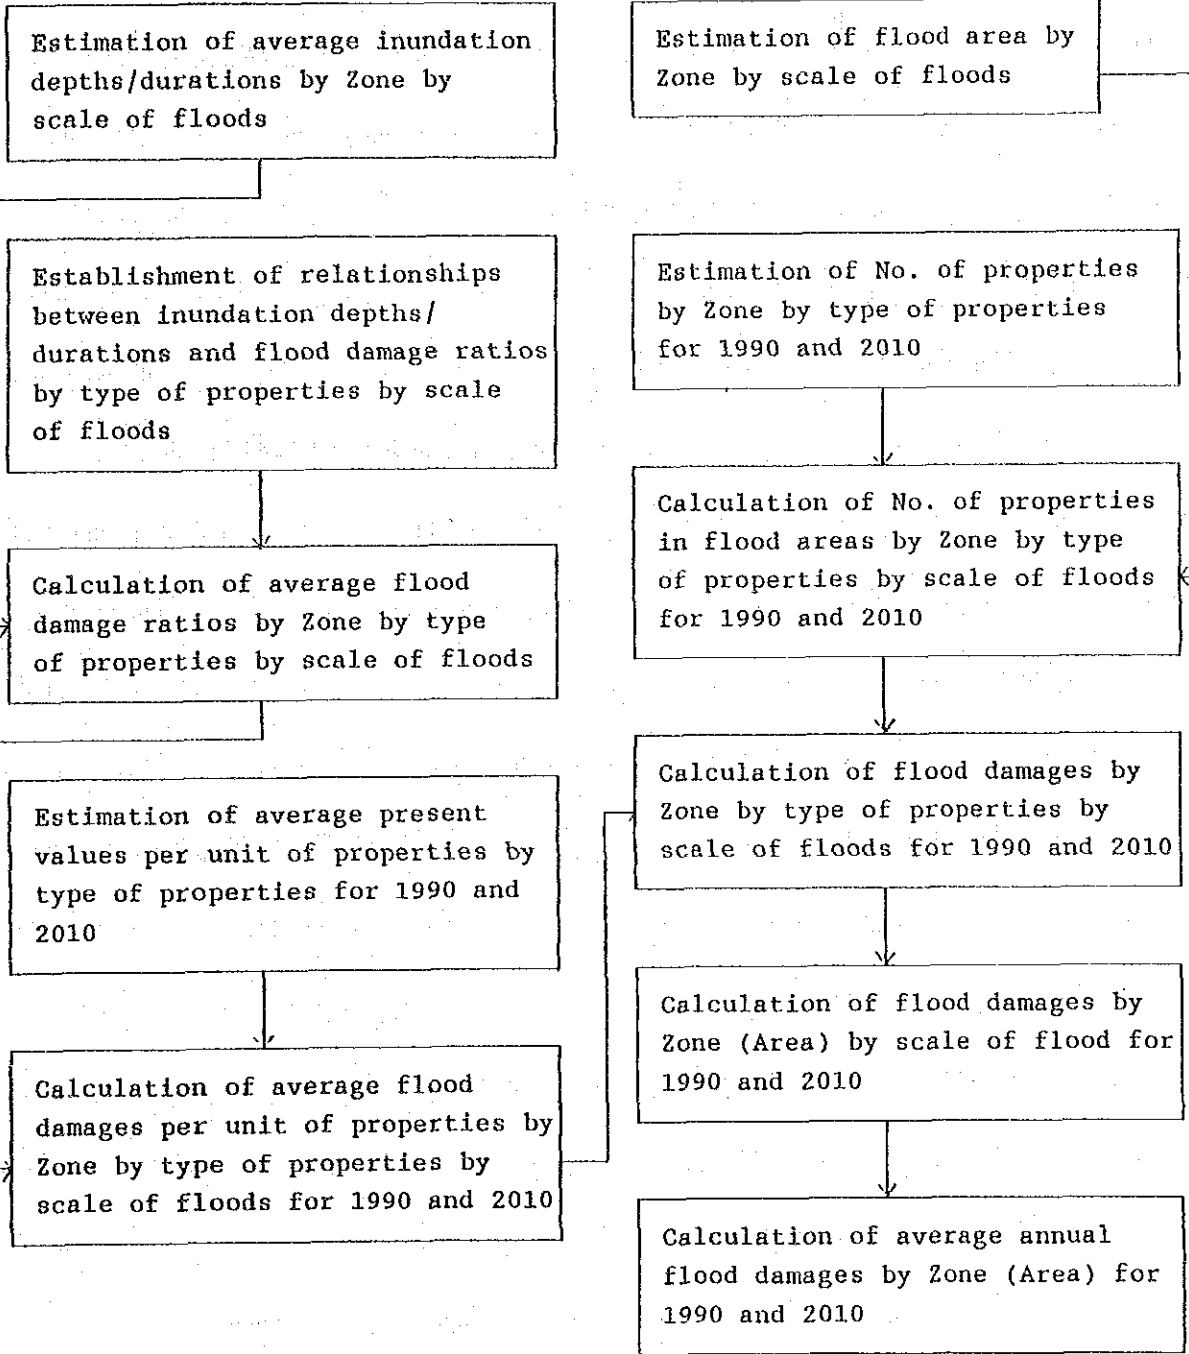 Estimation of average inundation
depths/durations by Zone by
scale of floods
Establishment of relationships
between inundation depths/
durations and flood damage ratios
by type of properties by scale
of floods
Calculation of average flood
damage ratios by Zone by type
of properties by scale of floods
Estimation of average present
values per unit of properties by
type of properties for 1990 and
2010
Calculation of average flood
damages per unit of properties by
Zone by type of properties by
scale of floods for 1990 and 2010
Estimation of flood area by
Zone by scale of floods
Estimation of No. of properties
by Zone by type of properties
for 1990 and 2010
Calculation of No. of properties
in flood areas by Zone by type
of properties by scale of floods
for 1990 and 2010
Calculation of flood damages by
Zone by type of properties by
scale of floods for 1990 and 2010
Calculation of flood damages by
Zone (Area) by scale of flood for
1990 and 2010
Calculation of average annual
flood damages by Zone (Area) for
1990 and 2010